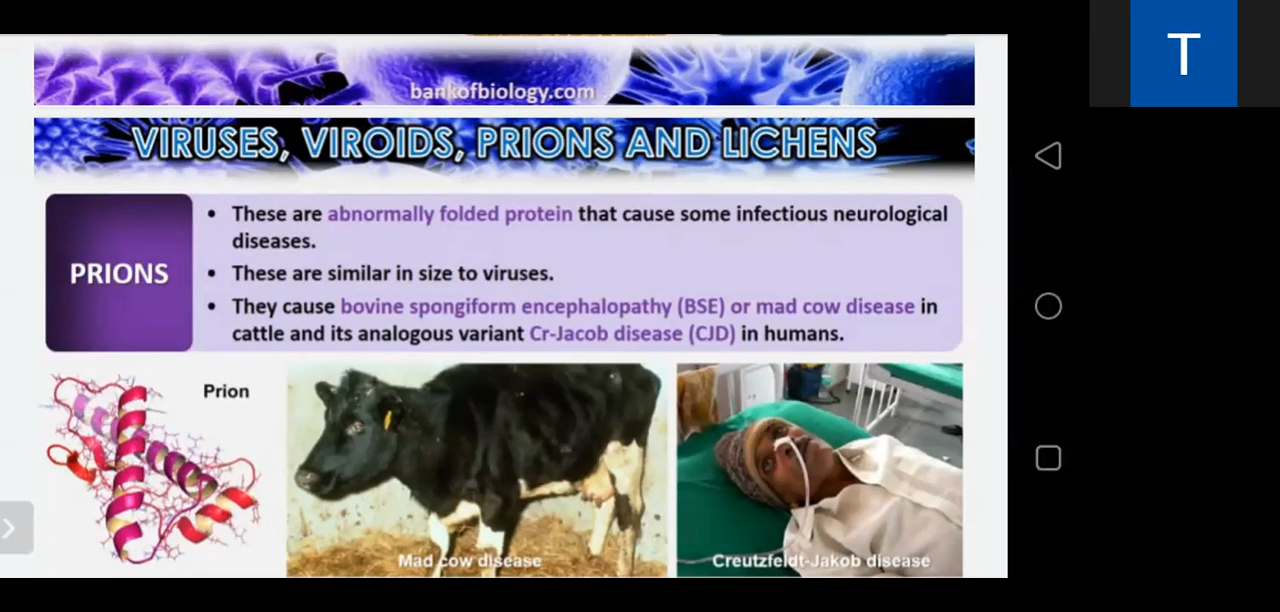 T
bankofbiology.com
VIRUSES, VIROIDS, PRIONS AND LICHENS
PRIONS
• These are abnormally folded protein that cause some infectious neurological
diseases.
• These are similar in size to viruses.
• They cause bovine spongiform encephalopathy (BSE) or mad cow disease in
cattle and its analogous variant Cr-Jacob disease (CJD) in humans.
Prion
Mad cow disease
Creutzfeldt-Jakob disease